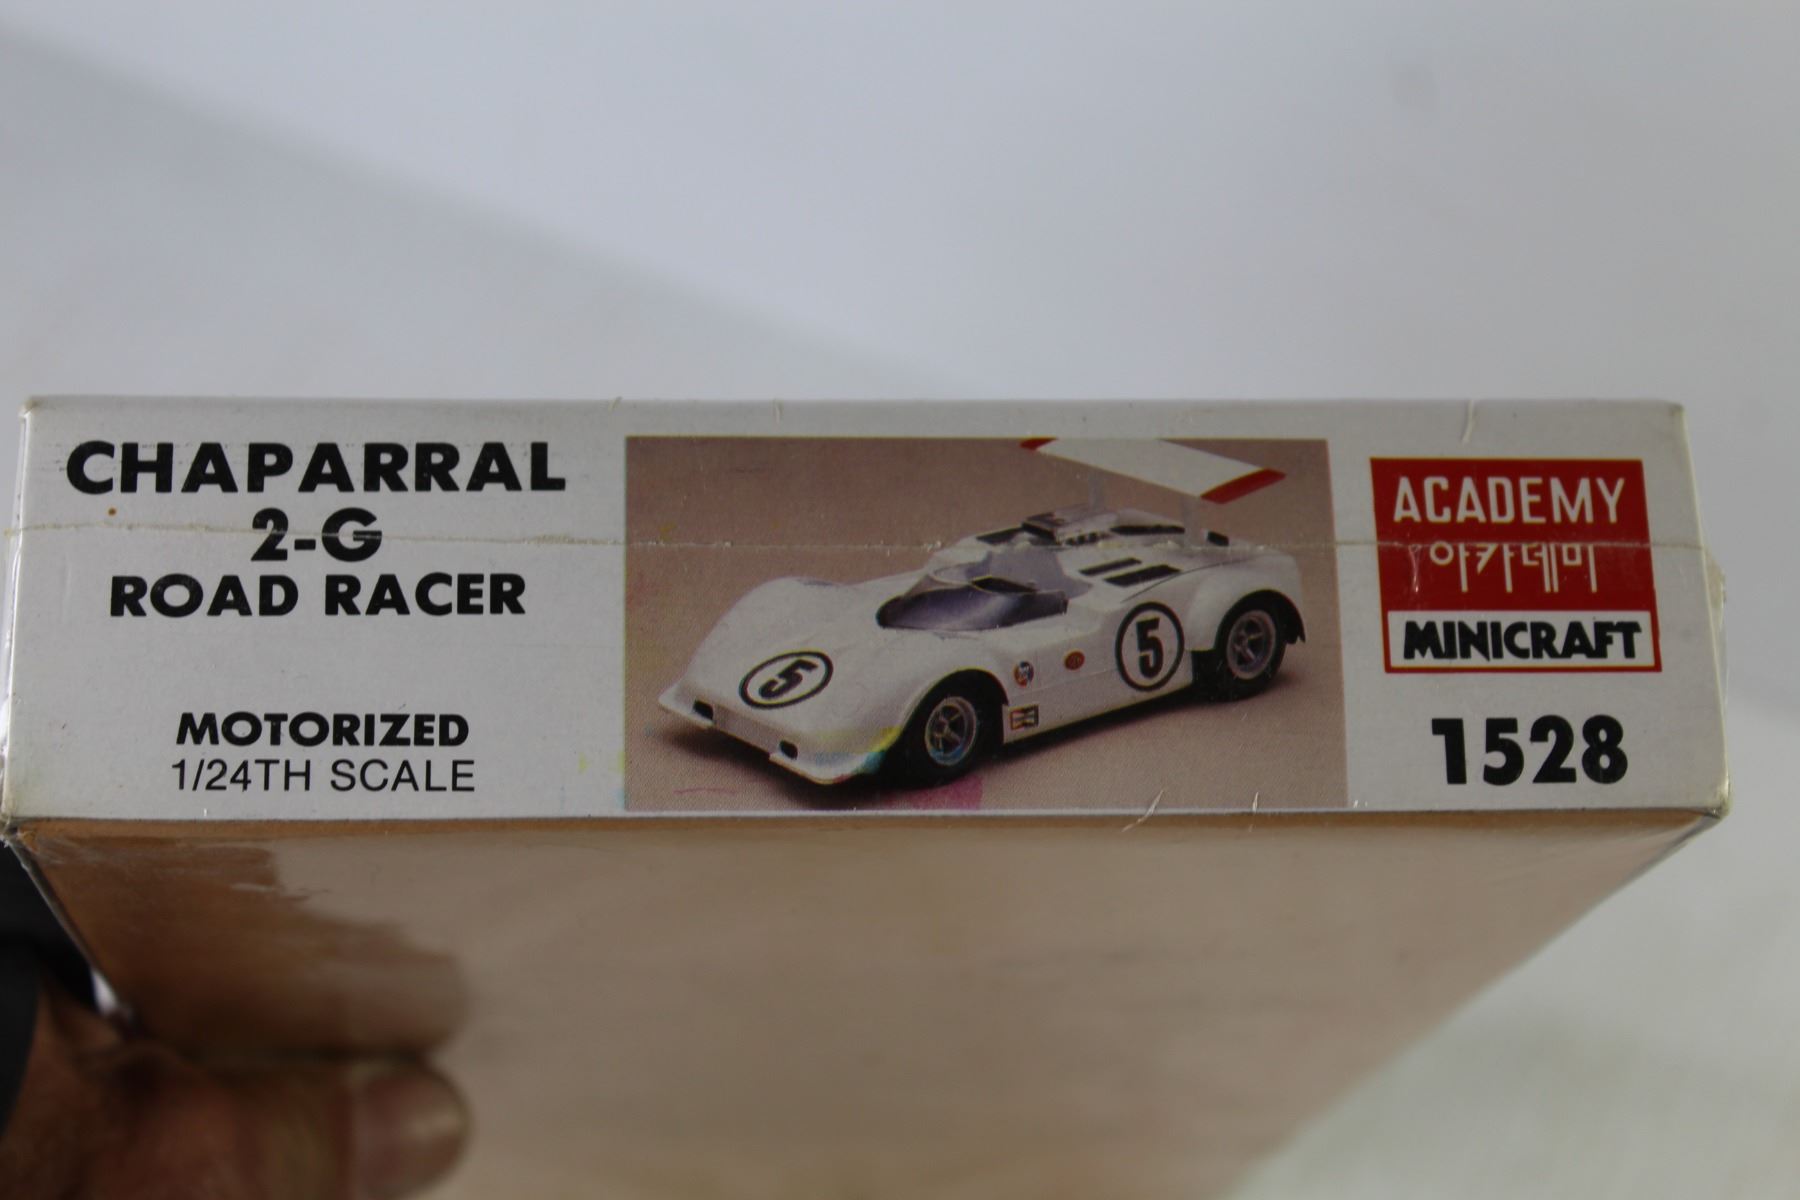 CHAPARRAL
2-G
ROAD RACER
MOTORIZED
1/24TH SCALE
5
5
ACADEMY
아카데미
MINICRAFT
1528